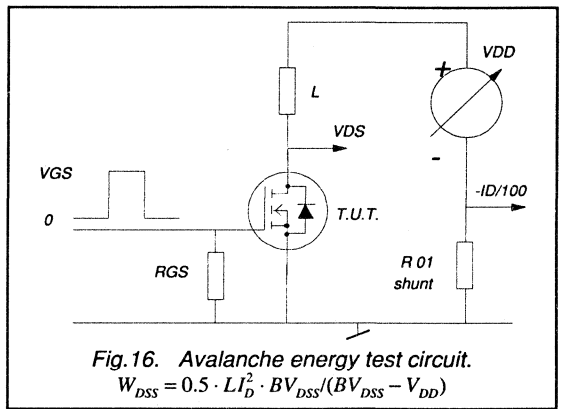 VDD
+
L
VDS
-
VGS
-ID/100
0
T.U.T.
RGS
R 01
shunt
Fig.16. Avalanche energy test circuit.
W_DSS = 0.5 · LI_D^2 · BV_DSS/(BV_DSS − V_DD)